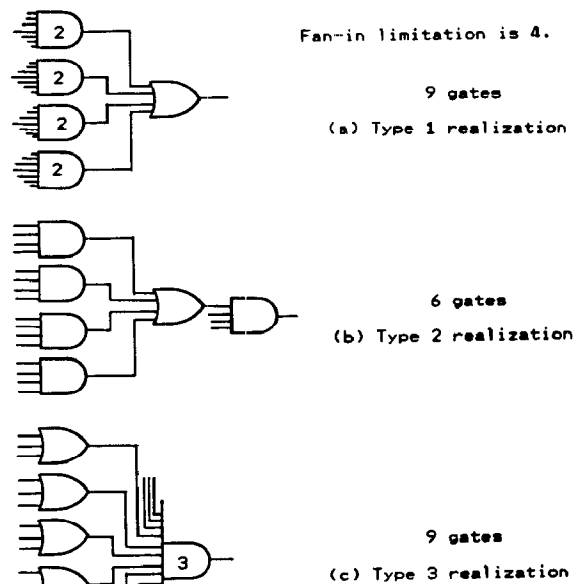 2
Fan-in limitation is 4.
2
9 gates
2
(a) Type 1 realization
2
6 gates
(b) Type 2 realization
9 gates
3
(c) Type 3 realization